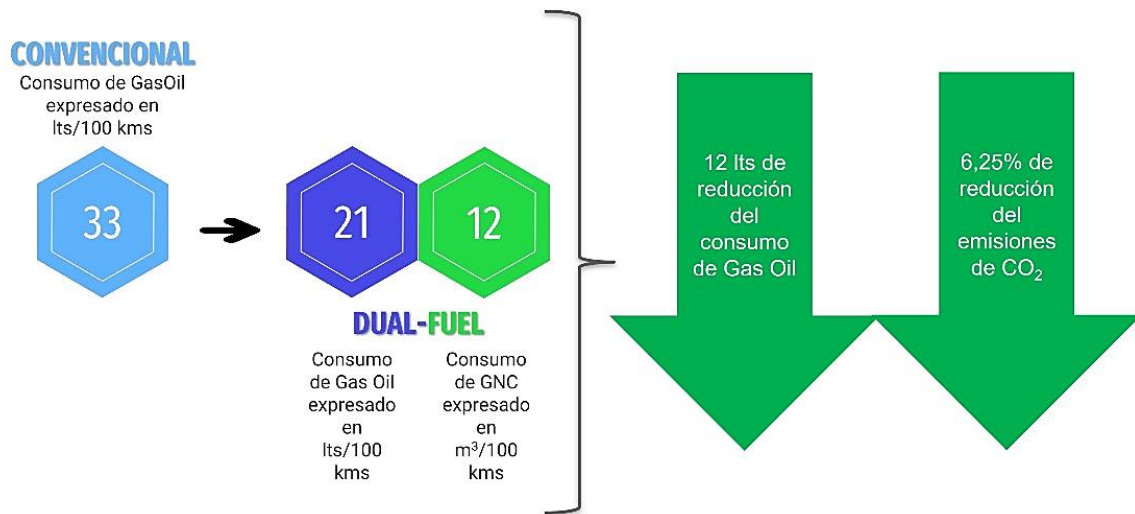 CONVENCIONAL
Consumo de GasOil
expresado en
lts/100 kms
33
21
12
DUAL-FUEL
Consumo
de Gas Oil
expresado
en
lts/100
kms
Consumo
de GNC
expresado
en
m³/100
kms
12 lts de
reducción
del
consumo
de Gas Oil
6,25% de
reducción
del
emisiones
de CO₂